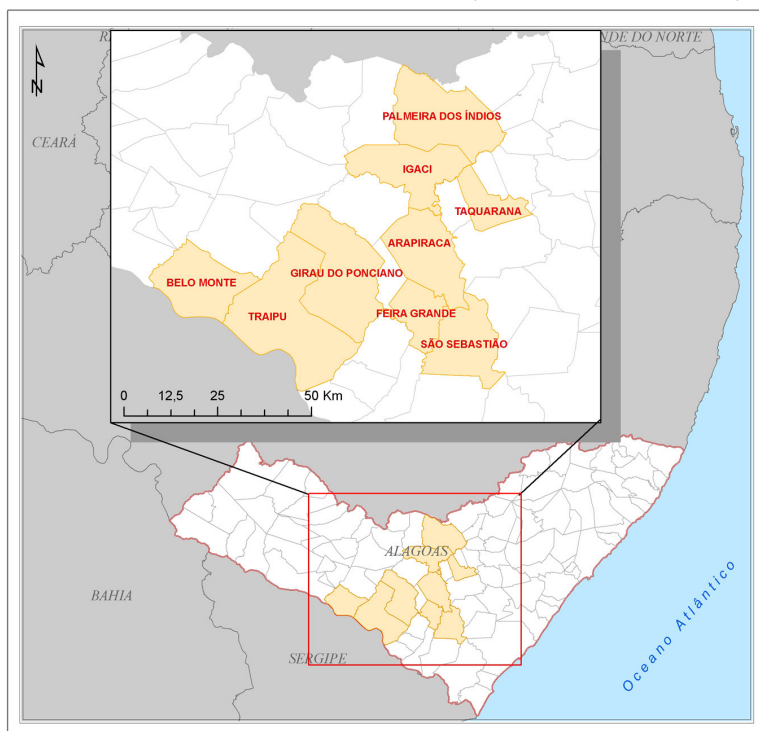 NDE DO NORTE
N
CEARÁ
PALMEIRA DOS ÍNDIOS
IGACI
TAQUARANA
ARAPIRACA
GIRAU DO PONCIANO
BELO MONTE
TRAIPU
FEIRA GRANDE
SÃO SEBASTIÃO
0 12,5 25 50 Km
ALAGOAS
BAHIA
SERGIPE
Oceano Atlântico